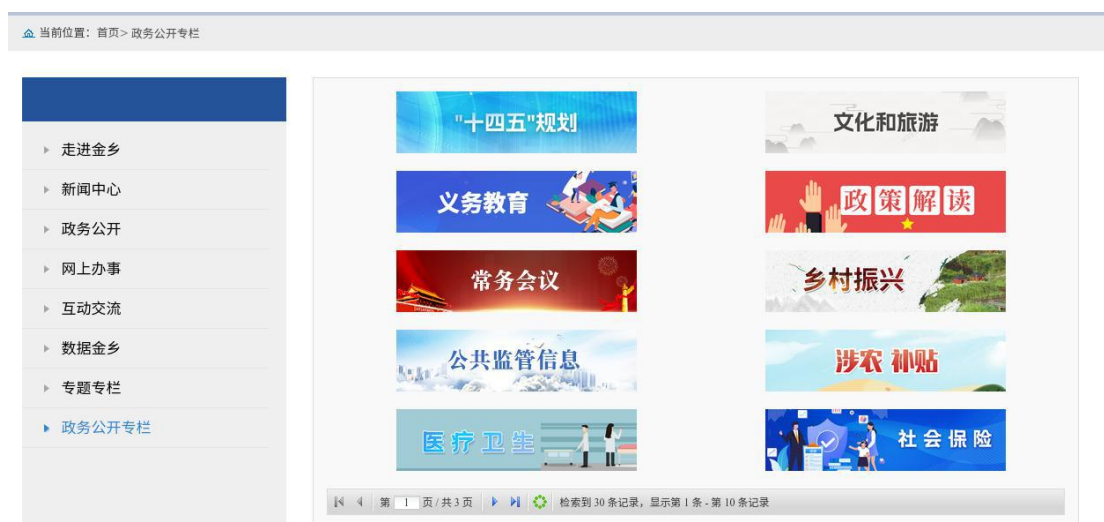 当前位置：首页> 政务公开专栏
走进金乡
新闻中心
政务公开
网上办事
互动交流
数据金乡
专题专栏
政务公开专栏
"十四五"规划
文化和旅游
义务教育
政策解读
常务会议
乡村振兴
公共监管信息
涉农 补贴
医疗卫生
社会保险
第 1 页/共3页 检索到30条记录，显示第1条-第10条记录